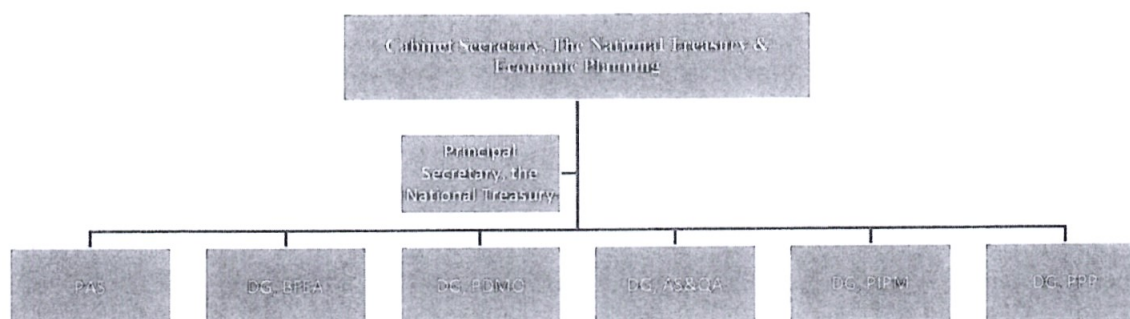 Cabinet Secretary, The National Treasury &
Economic Planning
Principal
Secretary, the
National Treasury
PAS
DG, BFEA
DG, PDMO
DG, AS&QA
DG, PIPM
DG, PPP